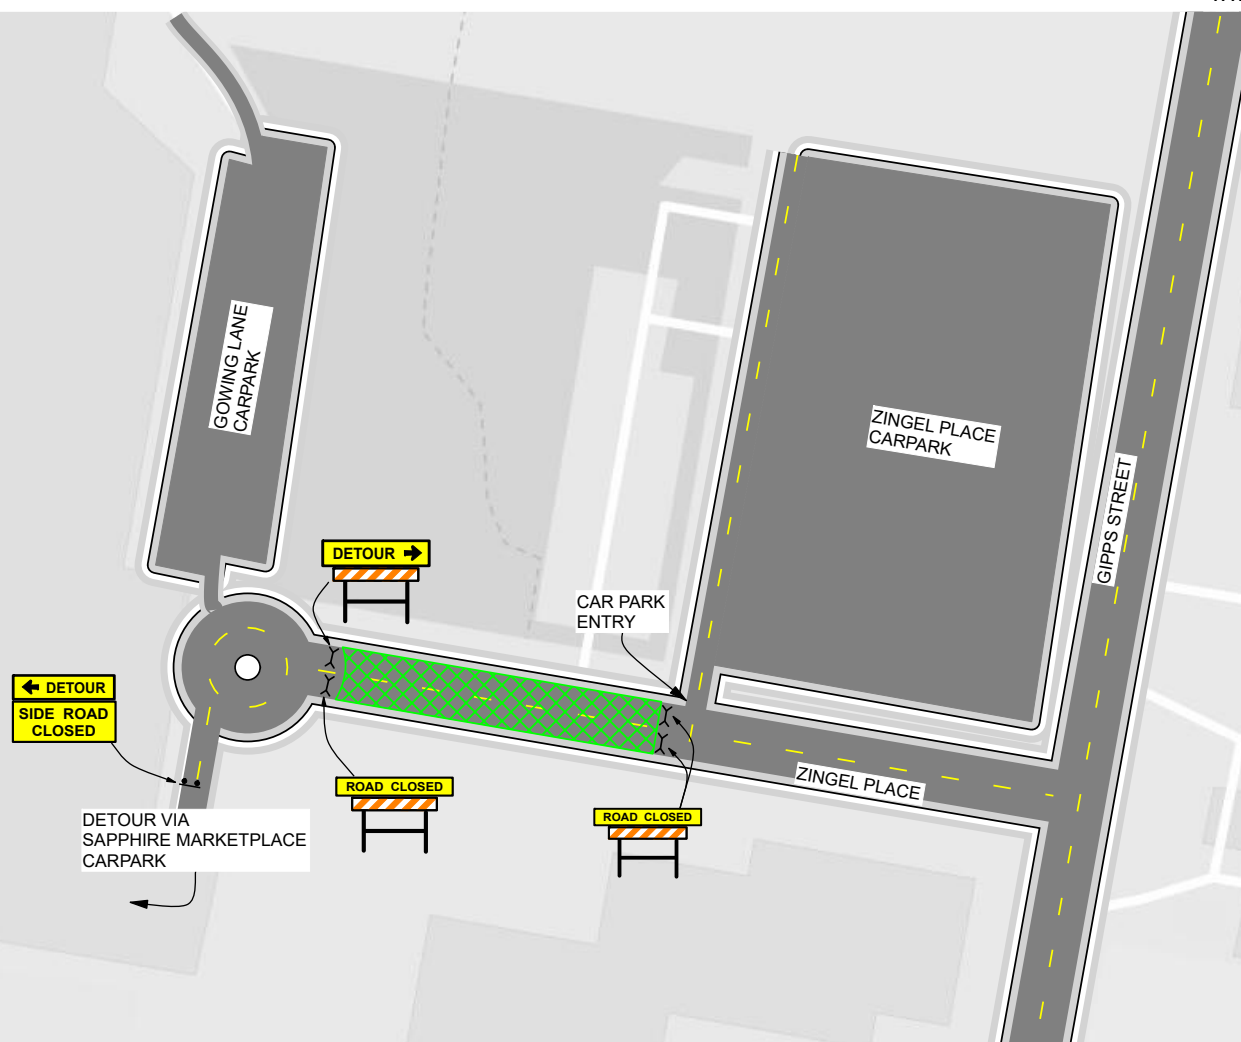 GOWING LANE
CARPARK
ZINGEL PLACE
CARPARK
GIPPS STREET
DETOUR
CAR PARK
ENTRY
DETOUR
SIDE ROAD
CLOSED
ROAD CLOSED
ZINGEL PLACE
ROAD CLOSED
DETOUR VIA
SAPPHIRE MARKETPLACE
CARPARK